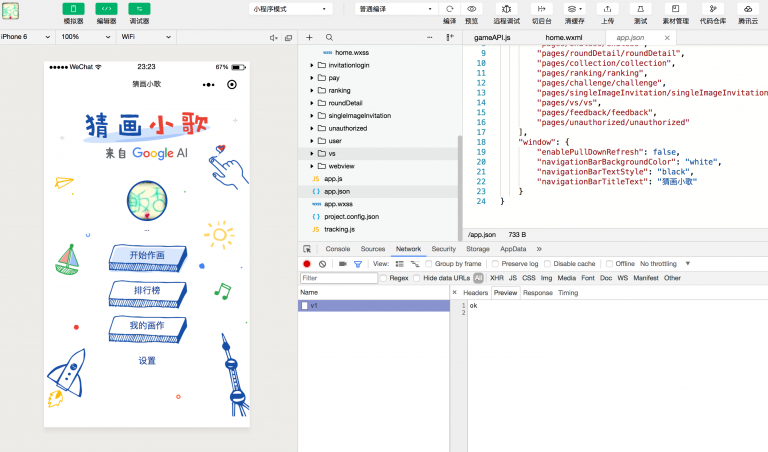 模拟器 编辑器 调试器 小程序模式 普通编译 编译 预览 远程调试 切后台 清缓存 上传 测试 素材管理 代码仓库 腾讯云
iPhone 6 100% WiFi
WeChat 23:23 67%
猜画小歌
猜画小歌
来自 Google AI
...
开始作画
排行榜
我的画作
设置
home.wxss
invitationlogin
pay
ranking
roundDetail
singleImageInvitation
unauthorized
user
vs
webview
JS app.js
{ } app.json
wxss app.wxss
{ } project.config.json
JS tracking.js
gameAPI.js home.wxml app.json
9 "pages/roundDetail/roundDetail",
10 "pages/collection/collection",
11 "pages/ranking/ranking",
12 "pages/challenge/challenge",
13 "pages/singleImageInvitation/singleImageInvitation
14 "pages/vs/vs",
15 "pages/feedback/feedback",
16 "pages/unauthorized/unauthorized"
17 ],
18 "window": {
19 "enablePullDownRefresh": false,
20 "navigationBarBackgroundColor": "white",
21 "navigationBarTextStyle": "black",
22 "navigationBarTitleText": "猜画小歌"
23 }
24 }
/app.json 733 B
Console Sources Network Security Storage AppData »
View: Group by frame Preserve log Disable cache Offline No throttling
Filter Regex Hide data URLs All XHR JS CSS Img Media Font Doc WS Manifest Other
Name
v1
× Headers Preview Response Timing
1 ok
2